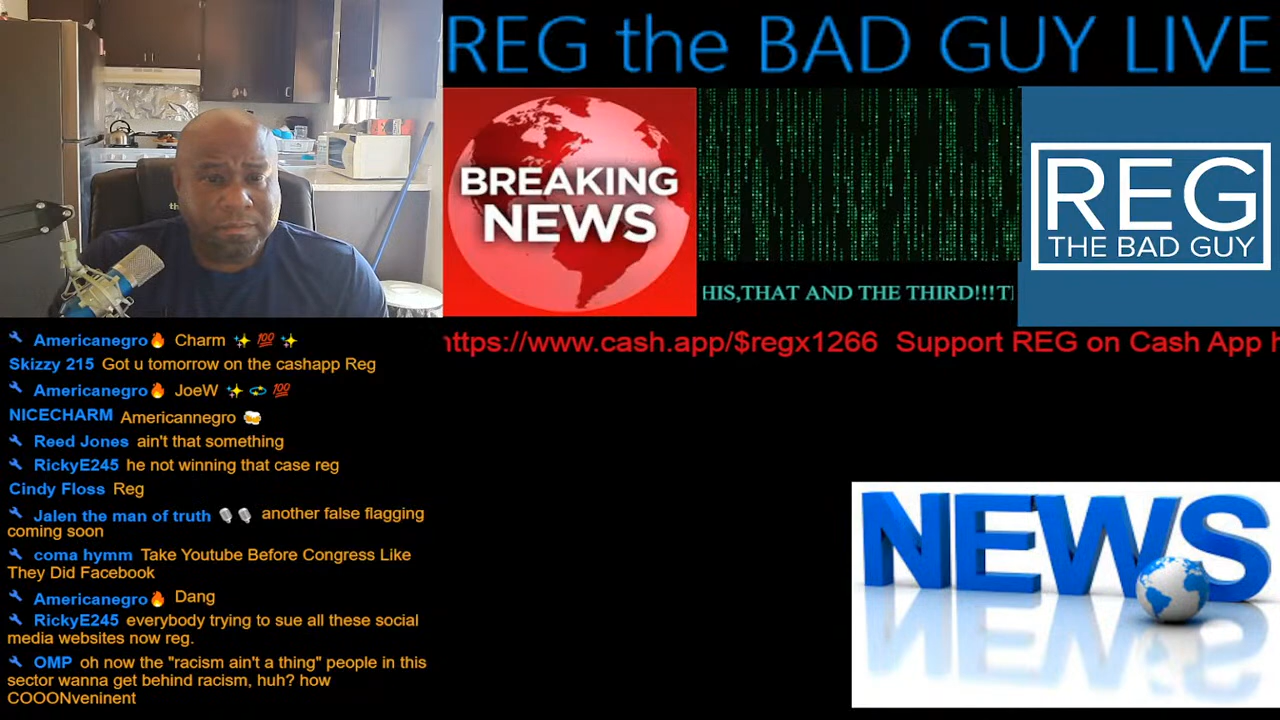 REG the BAD GUY LIVE
BREAKING
NEWS
REG
THE BAD GUY
HIS,THAT AND THE THIRD!!!T
https://www.cash.app/$regx1266 Support REG on Cash App h
Americanegro🔥 Charm ✨ 💯 ✨
Skizzy 215 Got u tomorrow on the cashapp Reg
Americanegro🔥 JoeW ✨ 💫 💯
NICECHARM Americannegro 🍻
Reed Jones ain't that something
RickyE245 he not winning that case reg
Cindy Floss Reg
Jalen the man of truth 🎙️🎙️ another false flagging
coming soon
coma hymm Take Youtube Before Congress Like
They Did Facebook
Americanegro🔥 Dang
RickyE245 everybody trying to sue all these social
media websites now reg.
OMP oh now the "racism ain't a thing" people in this
sector wanna get behind racism, huh? how
COOONveninent
NEWS